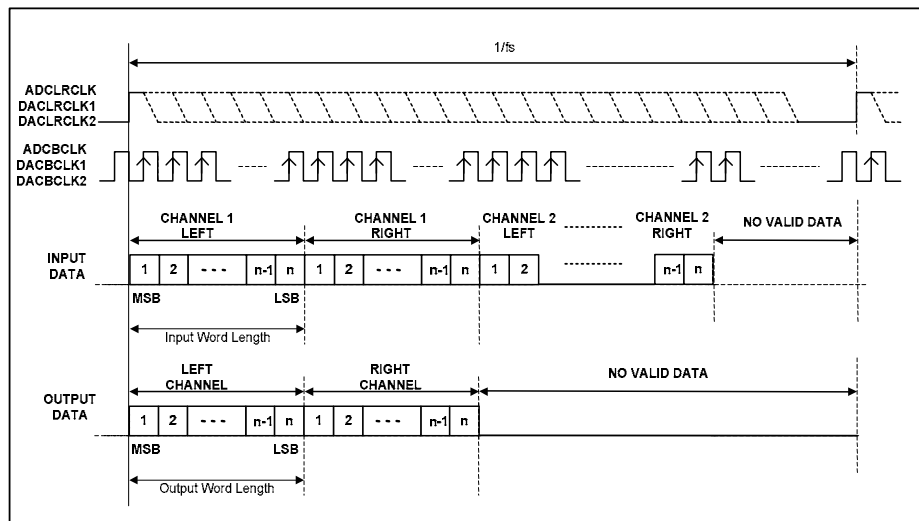 1/fs
ADCLRCLK
DACLRCLK1
DACLRCLK2
ADCBCLK
DACBCLK1
DACBCLK2
CHANNEL 1
LEFT
CHANNEL 1
RIGHT
CHANNEL 2
LEFT
CHANNEL 2
RIGHT
NO VALID DATA
INPUT
DATA
1 2 - - - n-1 n 1 2 - - - n-1 n 1 2 n-1 n
MSB LSB
Input Word Length
LEFT
CHANNEL
RIGHT
CHANNEL
NO VALID DATA
OUTPUT
DATA
1 2 - - - n-1 n 1 2 - - - n-1 n
MSB LSB
Output Word Length